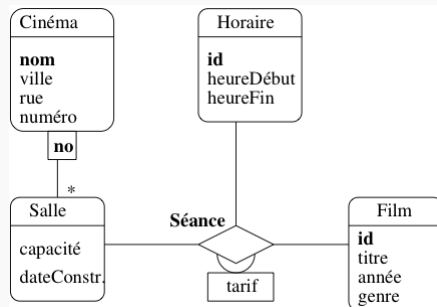 Cinéma
nom
ville
rue
numéro
no
*
Horaire
id
heureDébut
heureFin
Salle
capacité
dateConstr.
Séance
tarif
Film
id
titre
année
genre